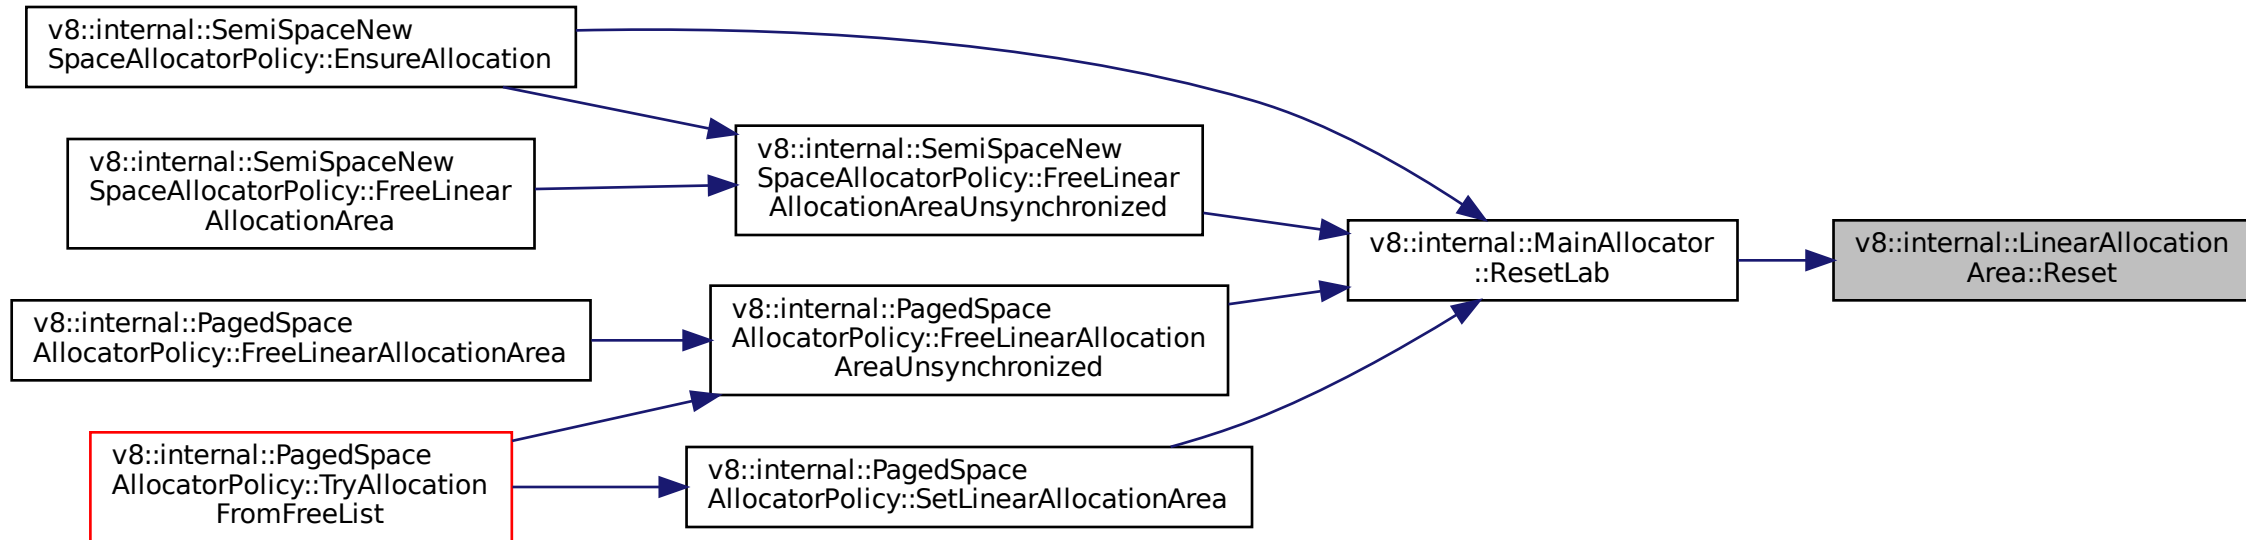 v8::internal::SemiSpaceNew
SpaceAllocatorPolicy::EnsureAllocation
v8::internal::SemiSpaceNew
SpaceAllocatorPolicy::FreeLinear
AllocationArea
v8::internal::PagedSpace
AllocatorPolicy::FreeLinearAllocationArea
v8::internal::PagedSpace
AllocatorPolicy::TryAllocation
FromFreeList
v8::internal::SemiSpaceNew
SpaceAllocatorPolicy::FreeLinear
AllocationAreaUnsynchronized
v8::internal::PagedSpace
AllocatorPolicy::FreeLinearAllocation
AreaUnsynchronized
v8::internal::PagedSpace
AllocatorPolicy::SetLinearAllocationArea
v8::internal::MainAllocator
::ResetLab
v8::internal::LinearAllocation
Area::Reset